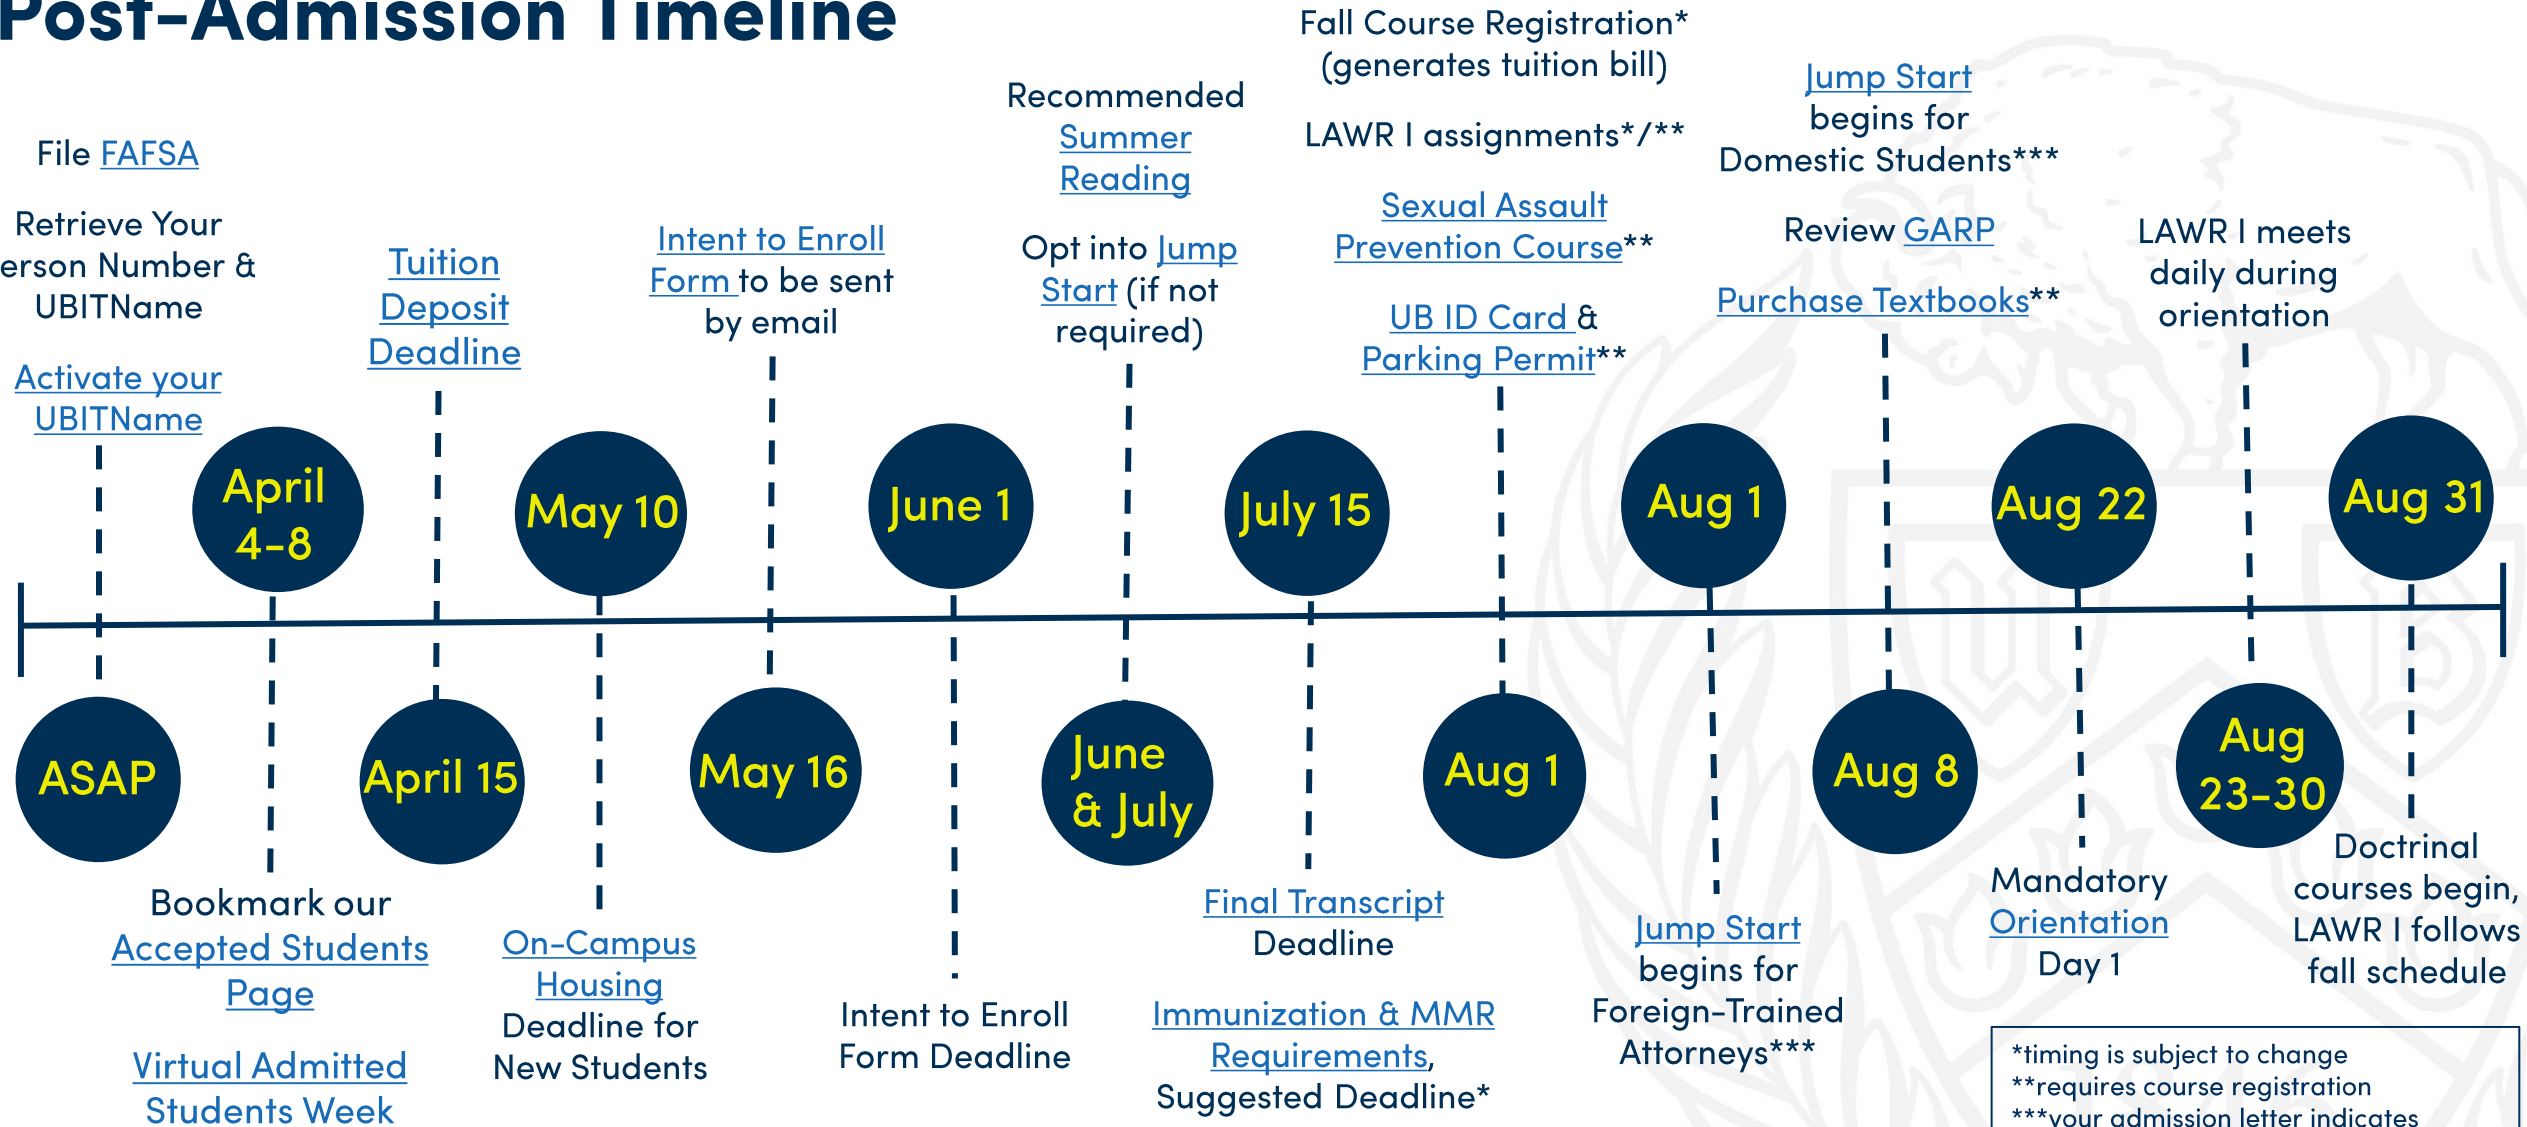 Post-Admission Timeline
File FAFSA
Retrieve Your
erson Number &
UBITName
Activate your
UBITName
ASAP
April
4-8
Bookmark our
Accepted Students
Page
Virtual Admitted
Students Week
Tuition
Deposit
Deadline
April 15
May 10
On-Campus
Housing
Deadline for
New Students
Intent to Enroll
Form to be sent
by email
May 16
June 1
Intent to Enroll
Form Deadline
Recommended
Summer
Reading
Opt into Jump
Start (if not
required)
June
& July
July 15
Final Transcript
Deadline
Immunization & MMR
Requirements,
Suggested Deadline*
Fall Course Registration*
(generates tuition bill)
LAWR I assignments*/**
Sexual Assault
Prevention Course**
UB ID Card &
Parking Permit**
Aug 1
Aug 1
Jump Start
begins for
Foreign-Trained
Attorneys***
Jump Start
begins for
Domestic Students***
Review GARP
Purchase Textbooks**
Aug 8
Aug 22
Mandatory
Orientation
Day 1
LAWR I meets
daily during
orientation
Aug
23-30
Aug 31
Doctrinal
courses begin,
LAWR I follows
fall schedule
*timing is subject to change
**requires course registration
***your admission letter indicates